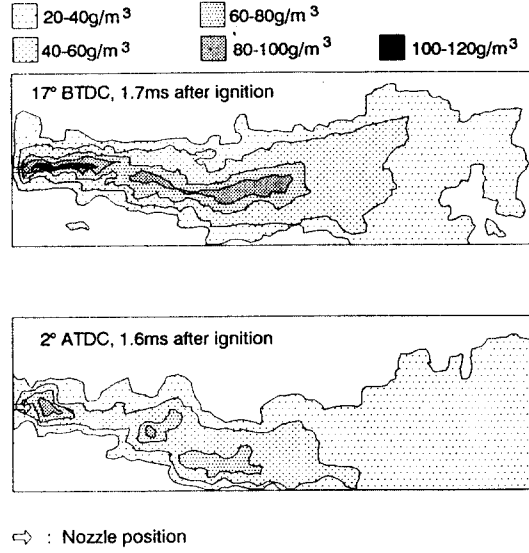 20-40g/m³ 60-80g/m³
40-60g/m³ 80-100g/m³ 100-120g/m³
17° BTDC, 1.7ms after ignition
2° ATDC, 1.6ms after ignition
⇨ : Nozzle position